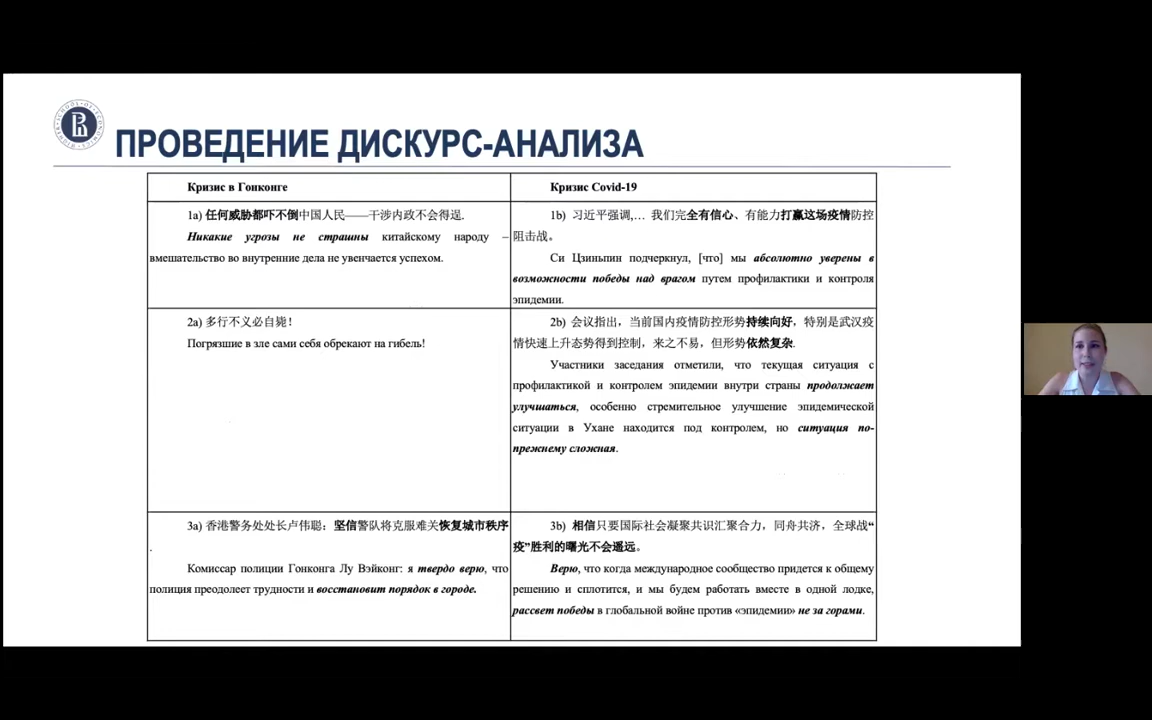 ПРОВЕДЕНИЕ ДИСКУРС-АНАЛИЗА
Кризис в Гонконге
1a) 任何威胁都吓不倒中国人民——干涉内政不会得逞.
Никакие угрозы не страшны китайскому народу –
вмешательство во внутренние дела не увенчается успехом.
Кризис Covid-19
1b) 习近平强调,… 我们完全有信心、有能力打赢这场疫情防控
阻击战。
Си Цзиньпин подчеркнул, [что] мы абсолютно уверены в
возможности победы над врагом путем профилактики и контроля
эпидемии.
2a) 多行不义必自毙！
Погрязшие в зле сами себя обрекают на гибель!
2b) 会议指出，当前国内疫情防控形势持续向好，特别是武汉疫
情快速上升态势得到控制，来之不易，但形势依然复杂.
Участники заседания отметили, что текущая ситуация с
профилактикой и контролем эпидемии внутри страны продолжает
улучшаться, особенно стремительное улучшение эпидемической
ситуации в Ухане находится под контролем, но ситуация по-
прежнему сложная.
3a) 香港警务处处长卢伟聪：坚信警队将克服难关恢复城市秩序
.
Комиссар полиции Гонконга Лу Вэйконг: я твердо верю, что
полиция преодолеет трудности и восстановит порядок в городе.
3b) 相信只要国际社会凝聚共识汇聚合力，同舟共济，全球战“
疫”胜利的曙光不会遥远。
Верю, что когда международное сообщество придется к общему
решению и сплотится, и мы будем работать вместе в одной лодке,
рассвет победы в глобальной войне против «эпидемии» не за горами.